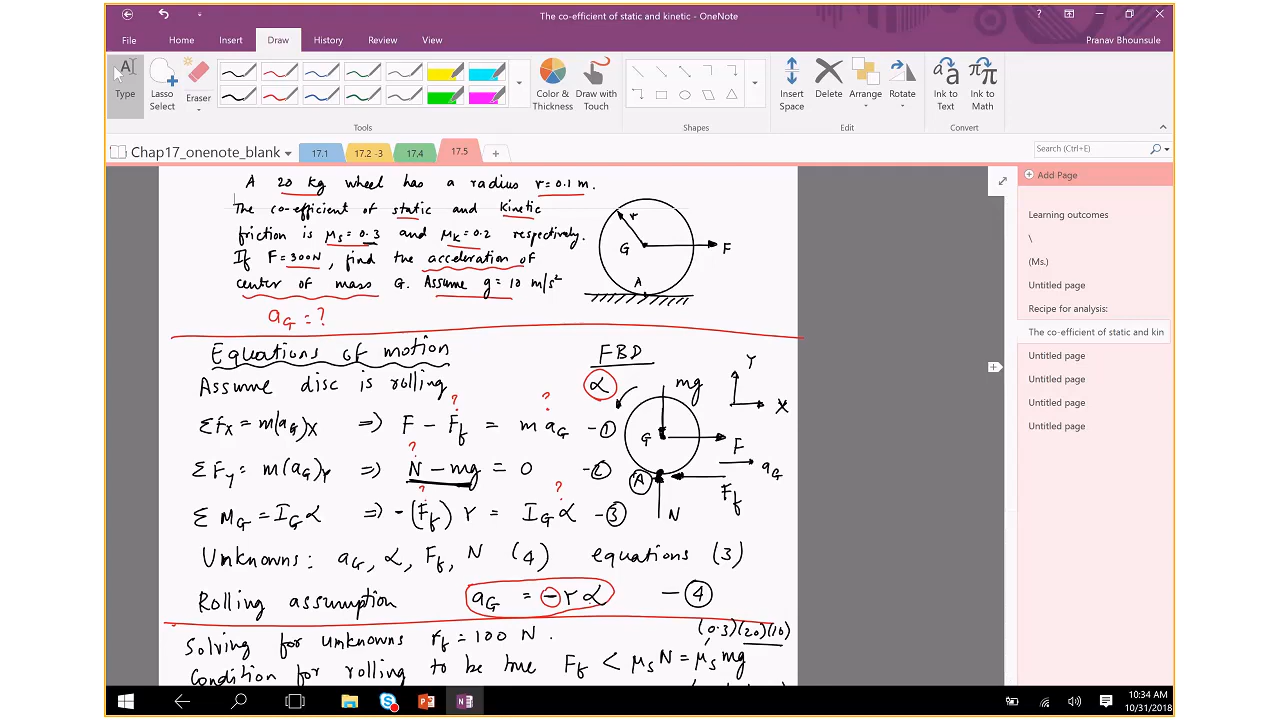 The co-efficient of static and kinetic - OneNote
?
File Home Insert Draw History Review View
Pranav Bhounsule
Type
Lasso Select
Eraser
Color & Thickness
Draw with Touch
Insert Space
Delete
Arrange
Rotate
Ink to Text
Ink to Math
Tools
Shapes
Edit
Convert
Chap17_onenote_blank
17.1
17.2 -3
17.4
17.5
+
Search (Ctrl+E)
A 20 kg wheel has a radius r=0.1 m.
The co-efficient of static and kinetic
friction is μs=0.3 and μK=0.2 respectively.
If F=300N, find the acceleration of
center of mass G. Assume g=10 m/s²
aG = ?
r
G
F
A
Equations of motion
FBD
Assume disc is rolling
α
mg
Y
X
ΣFX = m(aG)X ⇒ F - Ff = m aG -①
? ?
G
F
aG
ΣFY = m(aG)Y ⇒ N - mg = 0 -②
?
A
Ff
N
ΣMG = IG α ⇒ -(Ff) r = IG α -③
? ?
Unknowns: aG, α, Ff, N (4) equations (3)
Rolling assumption aG = - r α - ④
Solving for unknowns Ff = 100 N.
(0.3)(20)(10)
Condition for rolling to be true Ff < μs N = μs mg
Add Page
Learning outcomes
\
(Ms.)
Untitled page
Recipe for analysis:
The co-efficient of static and kin
Untitled page
Untitled page
Untitled page
Untitled page
10:34 AM
10/31/2018